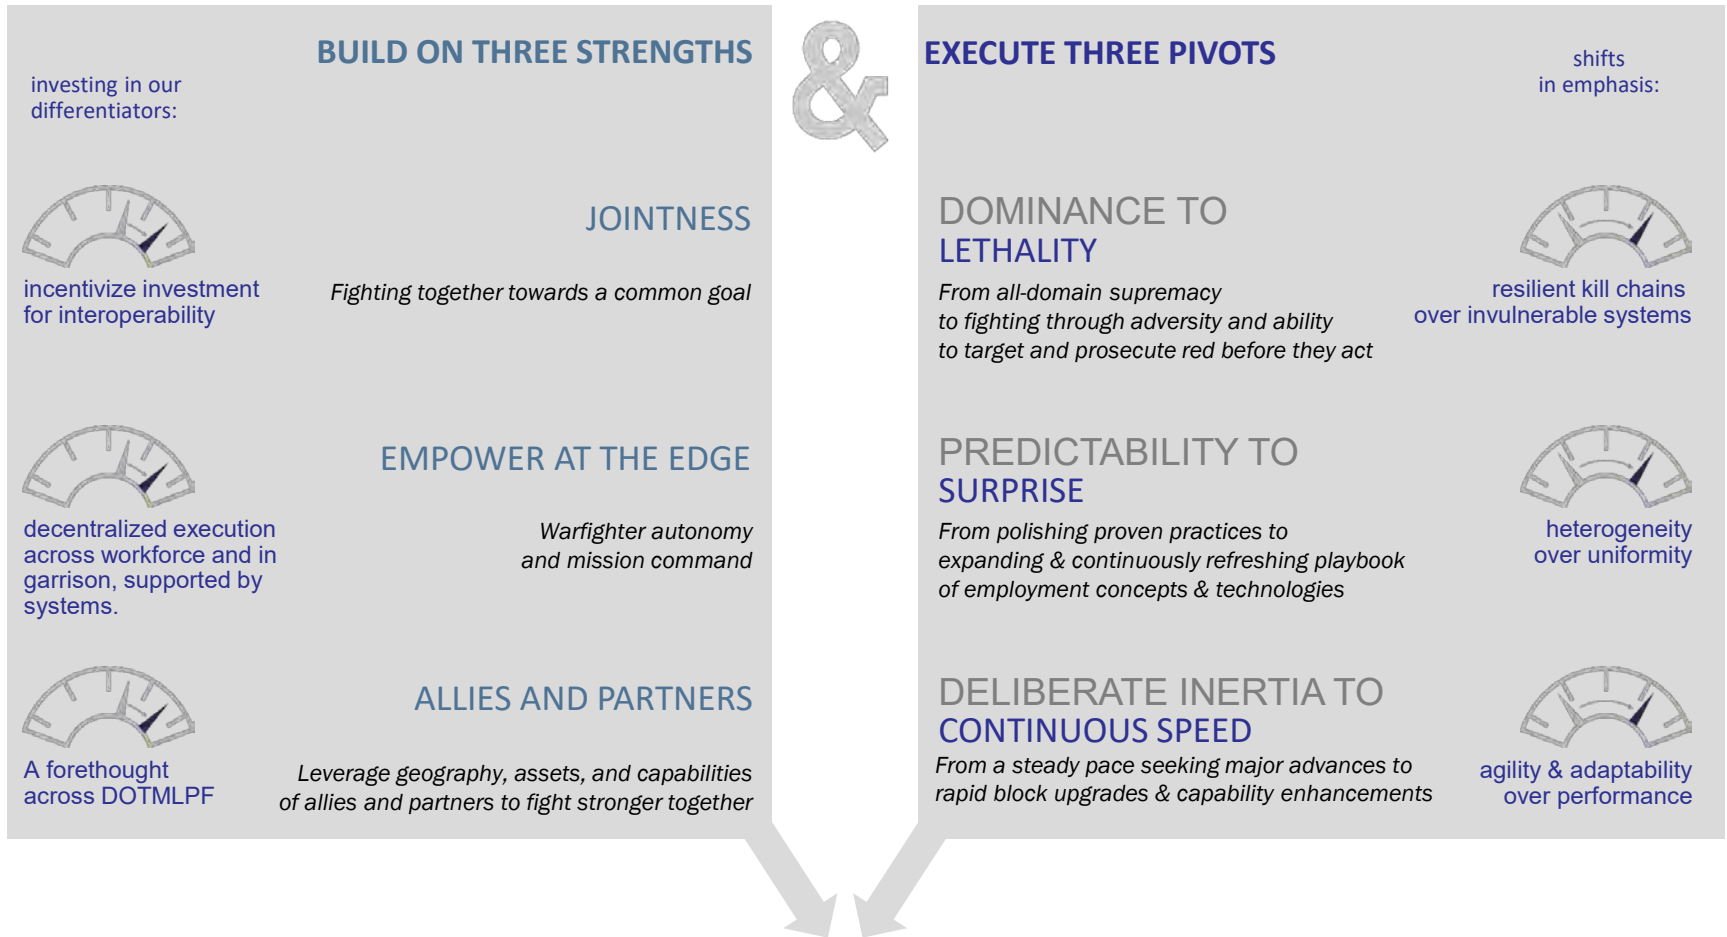 BUILD ON THREE STRENGTHS
investing in our
differentiators:
JOINTNESS
incentivize investment
for interoperability
Fighting together towards a common goal
EMPOWER AT THE EDGE
decentralized execution
across workforce and in
garrison, supported by
systems.
Warfighter autonomy
and mission command
ALLIES AND PARTNERS
A forethought
across DOTMLPF
Leverage geography, assets, and capabilities
of allies and partners to fight stronger together
&
EXECUTE THREE PIVOTS
shifts
in emphasis:
DOMINANCE TO
LETHALITY
From all-domain supremacy
to fighting through adversity and ability
to target and prosecute red before they act
resilient kill chains
over invulnerable systems
PREDICTABILITY TO
SURPRISE
From polishing proven practices to
expanding & continuously refreshing playbook
of employment concepts & technologies
heterogeneity
over uniformity
DELIBERATE INERTIA TO
CONTINUOUS SPEED
From a steady pace seeking major advances to
rapid block upgrades & capability enhancements
agility & adaptability
over performance